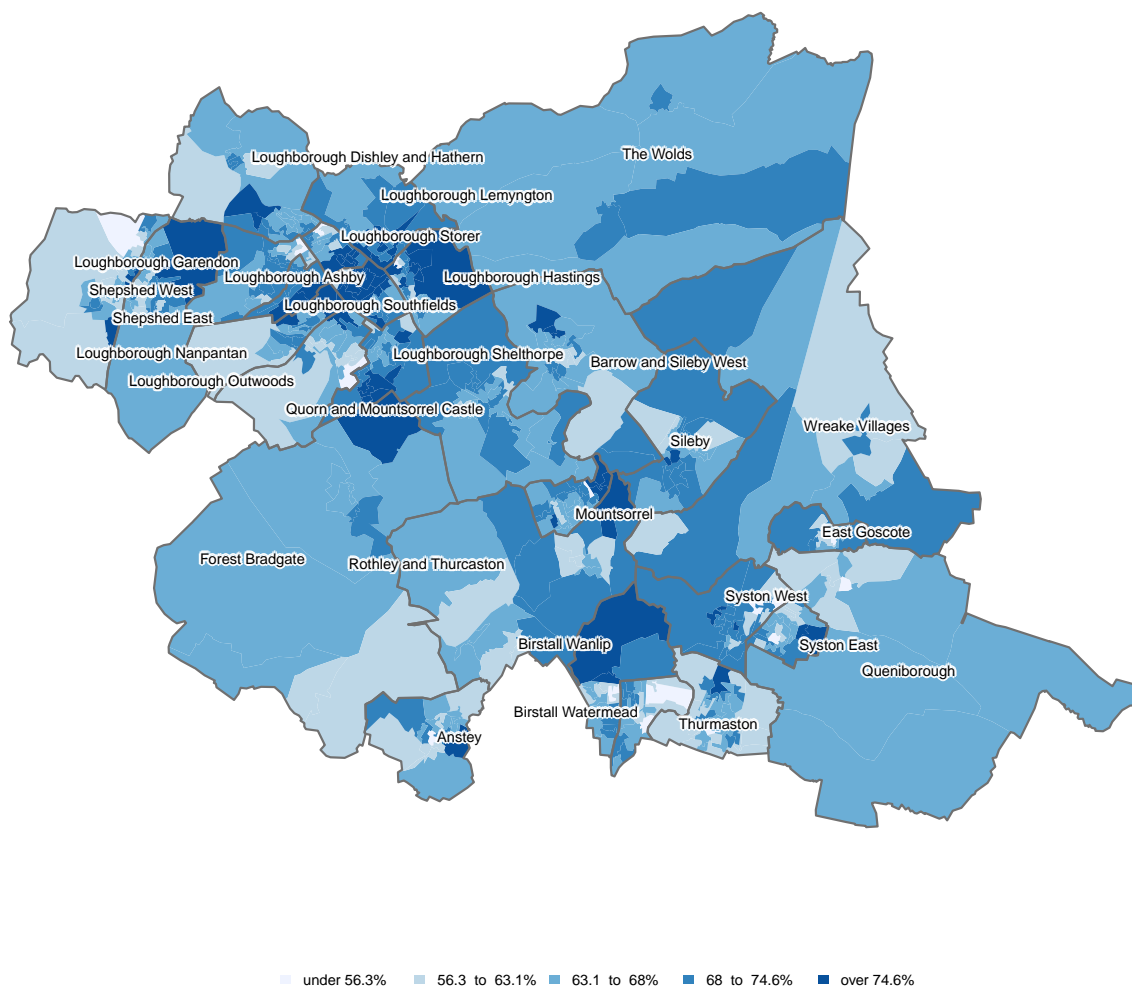 The Wolds
Loughborough Dishley and Hathern
Loughborough Lemyngton
Loughborough Storer
Loughborough Garendon
Loughborough Ashby
Loughborough Hastings
Shepshed West
Loughborough Southfields
Shepshed East
Loughborough Nanpantan
Loughborough Shelthorpe
Barrow and Sileby West
Loughborough Outwoods
Quorn and Mountsorrel Castle
Wreake Villages
Sileby
Mountsorrel
East Goscote
Forest Bradgate
Rothley and Thurcaston
Syston West
Birstall Wanlip
Syston East
Queniborough
Birstall Watermead
Thurmaston
Anstey
under 56.3% 56.3 to 63.1% 63.1 to 68% 68 to 74.6% over 74.6%